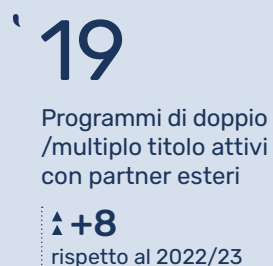 19
Programmi di doppio
/multiplo titolo attivi
con partner esteri
+8
rispetto al 2022/23